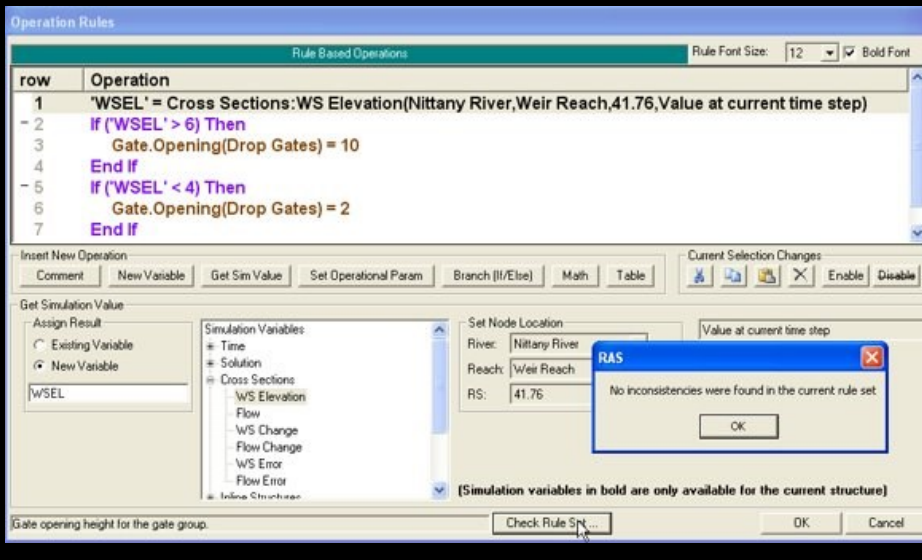 Operation Rules
Rule Based Operations Rule Font Size: 12 Bold Font
row Operation
1 'WSEL' = Cross Sections:WS Elevation(Nittany River,Weir Reach,41.76,Value at current time step)
2 If ('WSEL' > 6) Then
3 Gate.Opening(Drop Gates) = 10
4 End If
5 If ('WSEL' < 4) Then
6 Gate.Opening(Drop Gates) = 2
7 End If
Insert New Operation Current Selection Changes
Comment New Variable Get Sim Value Set Operational Param Branch (If/Else) Math Table Enable Disable
Get Simulation Value
Assign Result
Existing Variable
New Variable
WSEL
Simulation Variables
Time
Solution
Cross Sections
WS Elevation
Flow
WS Change
Flow Change
WS Error
Flow Error
Inline Structures
Set Node Location
River: Nittany River
Reach: Weir Reach
RS: 41.76
Value at current time step
RAS
No inconsistencies were found in the current rule set
OK
(Simulation variables in bold are only available for the current structure)
Gate opening height for the gate group. Check Rule Set ... OK Cancel